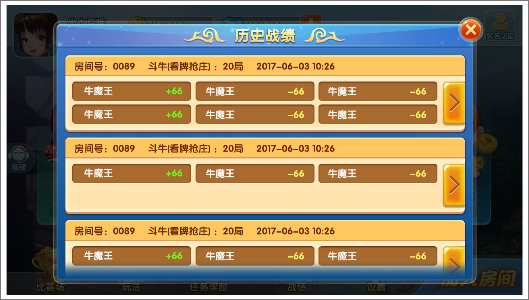 历史战绩
房间号：0089 斗牛(看牌抢庄)：20局 2017-06-03 10:26
牛魔王 +66 牛魔王 -66 牛魔王 -66
牛魔王 +66 牛魔王 -66 牛魔王 -66
房间号：0089 斗牛(看牌抢庄)：20局 2017-06-03 10:26
牛魔王 +66 牛魔王 -66 牛魔王 -66
房间号：0089 斗牛(看牌抢庄)：20局 2017-06-03 10:26
牛魔王 +66 牛魔王 -66 牛魔王 -66
比赛场 玩法 任务奖励 战绩 设置 加入房间